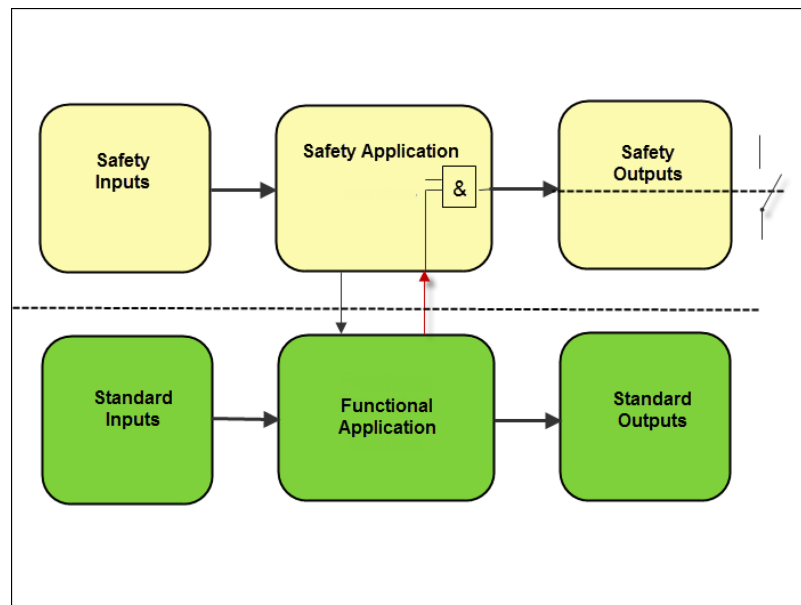 Safety
Inputs
Safety Application
&
Safety
Outputs
Standard
Inputs
Functional
Application
Standard
Outputs